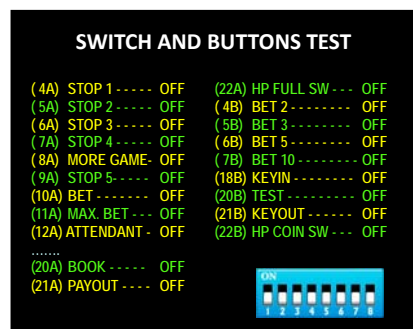 SWITCH AND BUTTONS TEST
( 4A) STOP 1 - - - - - OFF
( 5A) STOP 2 - - - - - OFF
( 6A) STOP 3 - - - - - OFF
( 7A) STOP 4 - - - - - OFF
( 8A) MORE GAME- OFF
( 9A) STOP 5- - - - - OFF
(10A) BET - - - - - - - OFF
(11A) MAX. BET - - - OFF
(12A) ATTENDANT - OFF
.......
(20A) BOOK - - - - - OFF
(21A) PAYOUT - - - - OFF
(22A) HP FULL SW - - - OFF
( 4B) BET 2 - - - - - - - - OFF
( 5B) BET 3 - - - - - - - - OFF
( 6B) BET 5 - - - - - - - - OFF
( 7B) BET 10 - - - - - - - OFF
(18B) KEYIN - - - - - - - - OFF
(20B) TEST - - - - - - - - OFF
(21B) KEYOUT - - - - - - OFF
(22B) HP COIN SW - - - OFF
ON
1 2 3 4 5 6 7 8